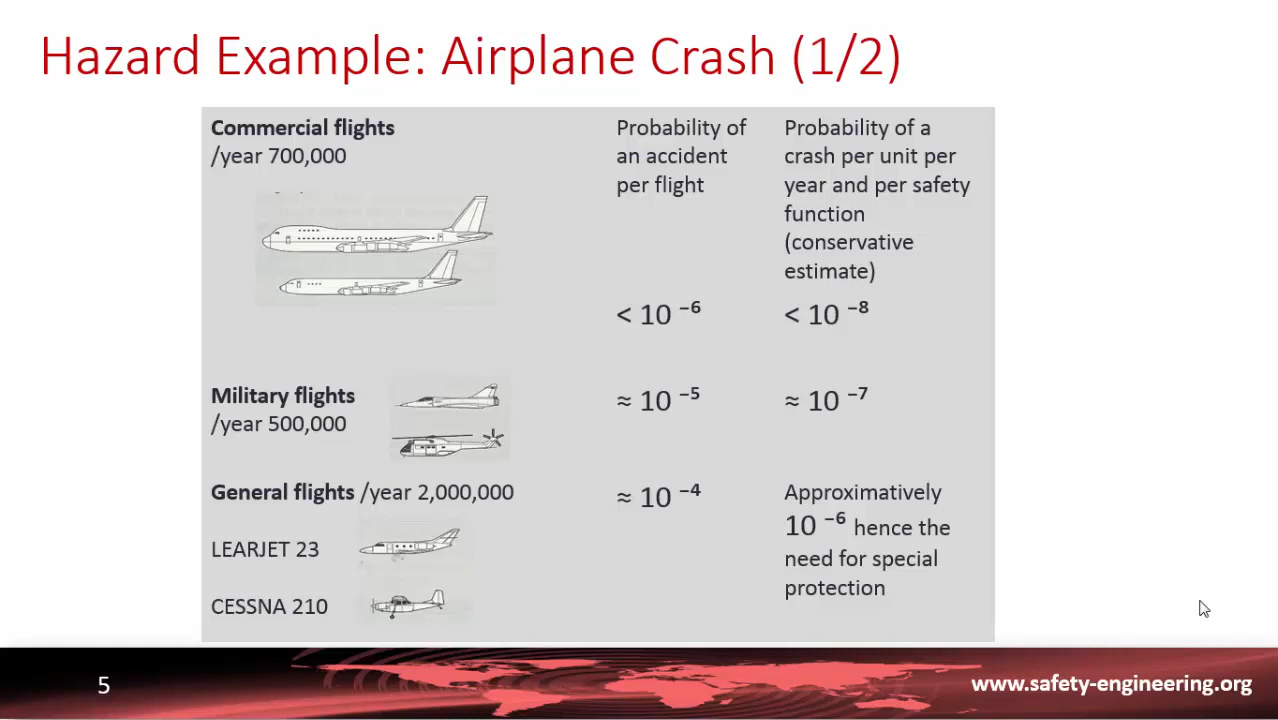 Hazard Example: Airplane Crash (1/2)
Commercial flights
/year 700,000
Probability of
an accident
per flight
Probability of a
crash per unit per
year and per safety
function
(conservative
estimate)
< 10 ⁻⁶
< 10 ⁻⁸
Military flights
/year 500,000
≈ 10 ⁻⁵
≈ 10 ⁻⁷
General flights /year 2,000,000
≈ 10 ⁻⁴
Approximatively
10 ⁻⁶ hence the
need for special
protection
LEARJET 23
CESSNA 210
5
www.safety-engineering.org